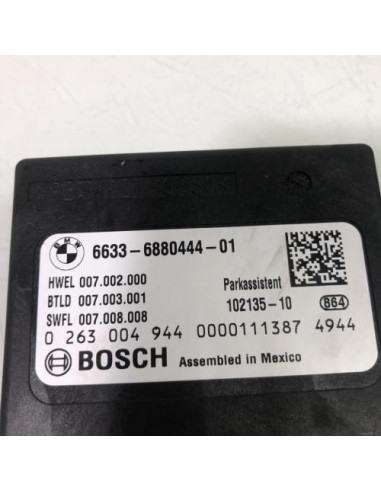 BMW
6633-6880444-01
HWEL 007.002.000
BTLD 007.003.001 Parkassistent
SWFL 007.008.008 102135-10 864
0 263 004 944 0000111387 4944
BOSCH Assembled in Mexico